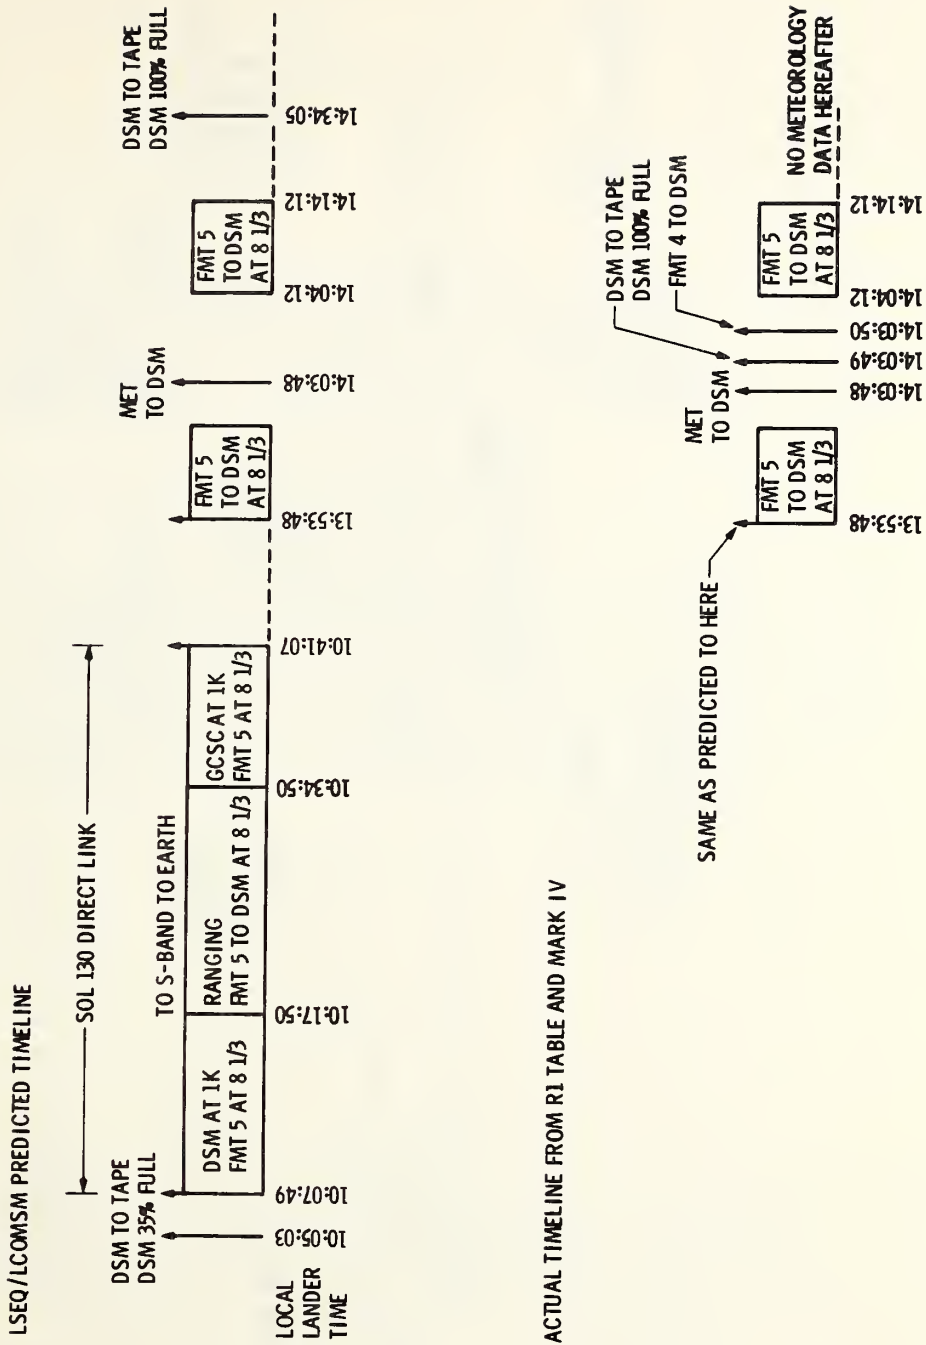 LSEQ/LCOMSM PREDICTED TIMELINE
SOL 130 DIRECT LINK
DSM TO TAPE
DSM 35% FULL
TO S-BAND TO EARTH
DSM AT 1K
FMT 5 AT 8 1/3
RANGING
FMT 5 TO DSM AT 8 1/3
GCSC AT 1K
FMT 5 AT 8 1/3
FMT 5
TO DSM
AT 8 1/3
MET
TO DSM
FMT 5
TO DSM
AT 8 1/3
DSM TO TAPE
DSM 100% FULL
LOCAL
LANDER
TIME
10:05:03
10:07:49
10:17:50
10:34:50
10:41:07
13:53:48
14:03:48
14:04:12
14:14:12
14:34:05
ACTUAL TIMELINE FROM R1 TABLE AND MARK IV
SAME AS PREDICTED TO HERE
FMT 5
TO DSM
AT 8 1/3
MET
TO DSM
DSM TO TAPE
DSM 100% FULL
FMT 4 TO DSM
FMT 5
TO DSM
AT 8 1/3
NO METEOROLOGY
DATA HEREAFTER
13:53:48
14:03:48
14:03:49
14:03:50
14:04:12
14:14:12